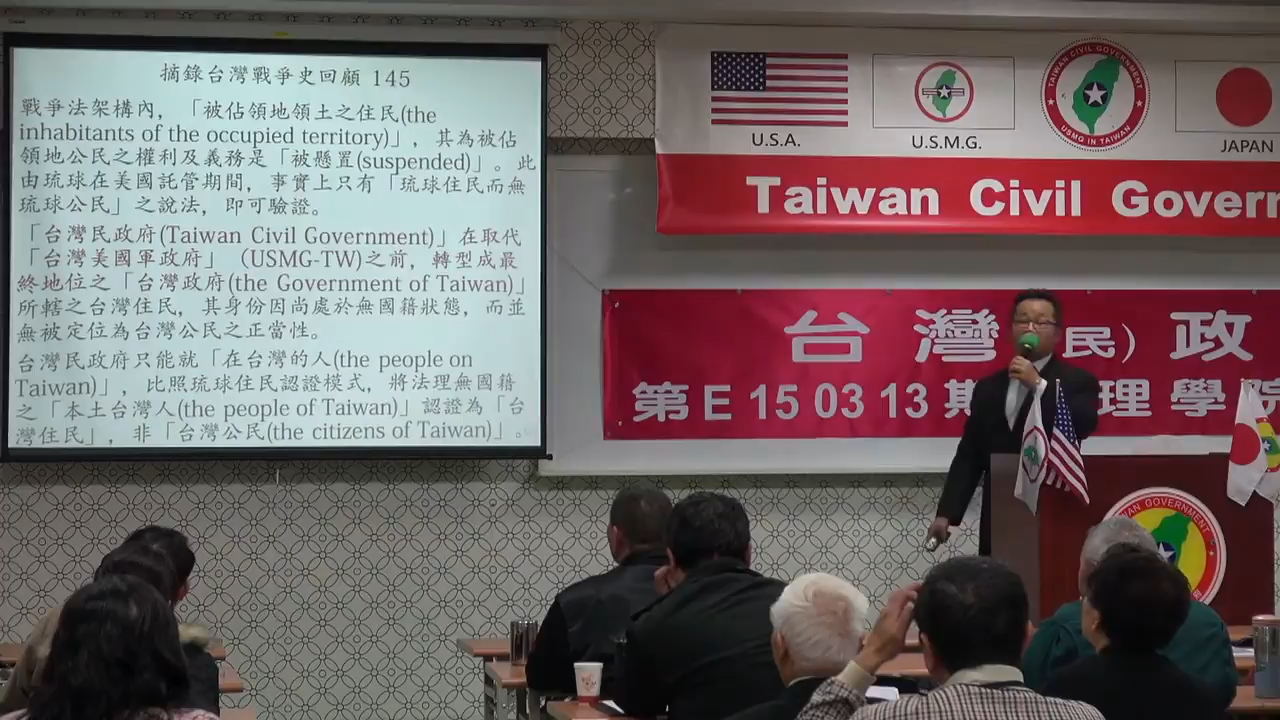 摘錄台灣戰爭史回顧 145
戰爭法架構內，「被佔領地領土之住民(the
inhabitants of the occupied territory)」，其為被佔
領地公民之權利及義務是「被懸置(suspended)」。此
由琉球在美國託管期間，事實上只有「琉球住民而無
琉球公民」之說法，即可驗證。
「台灣民政府(Taiwan Civil Government)」在取代
「台灣美國軍政府」（USMG-TW)之前，轉型成最
終地位之「台灣政府(the Government of Taiwan)」
所轄之台灣住民，其身份因尚處於無國籍狀態，而並
無被定位為台灣公民之正當性。
台灣民政府只能就「在台灣的人(the people on
Taiwan)」，比照琉球住民認證模式，將法理無國籍
之「本土台灣人(the people of Taiwan)」認證為「台
灣住民」，非「台灣公民(the citizens of Taiwan)」。
U.S.A.
U.S.M.G.
TAIWAN CIVIL GOVERNMENT
USMG IN TAIWAN
JAPAN
Taiwan Civil Govern
台灣 民）政
第E 15 03 13期 理學院
WAN GOVERNMENT